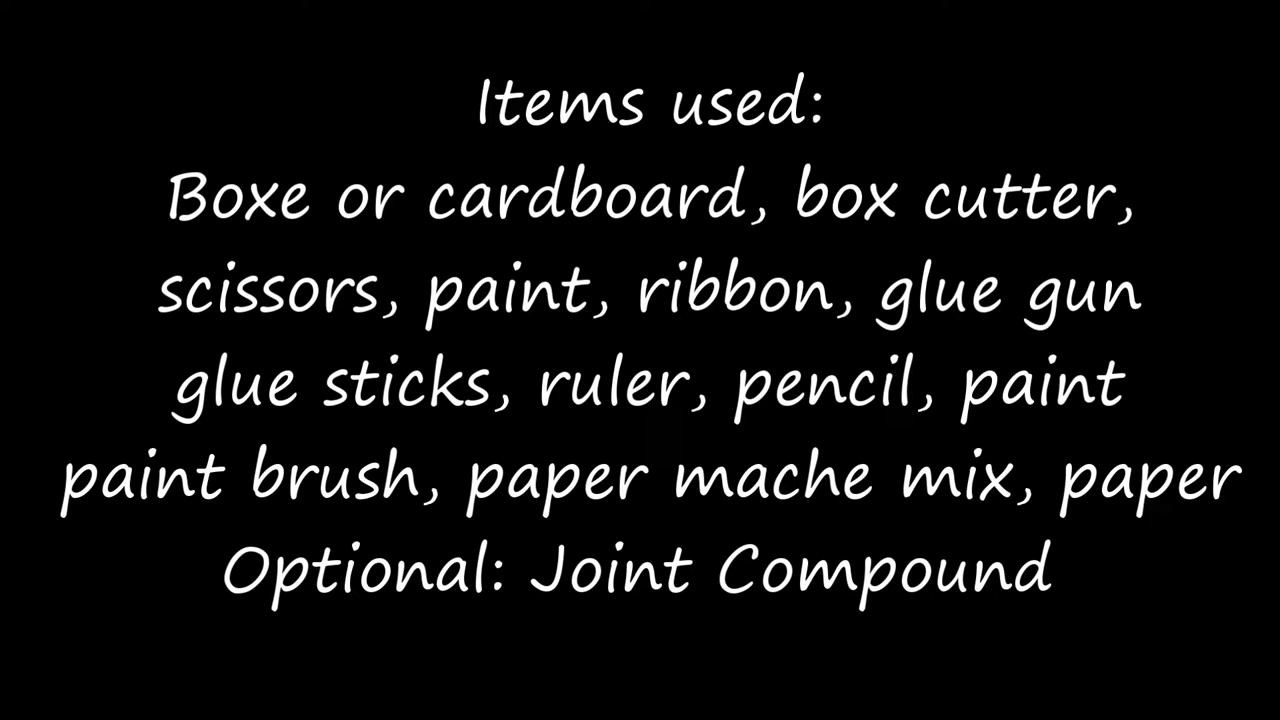 Items used:
Boxe or cardboard, box cutter,
scissors, paint, ribbon, glue gun
glue sticks, ruler, pencil, paint
paint brush, paper mache mix, paper
Optional: Joint Compound